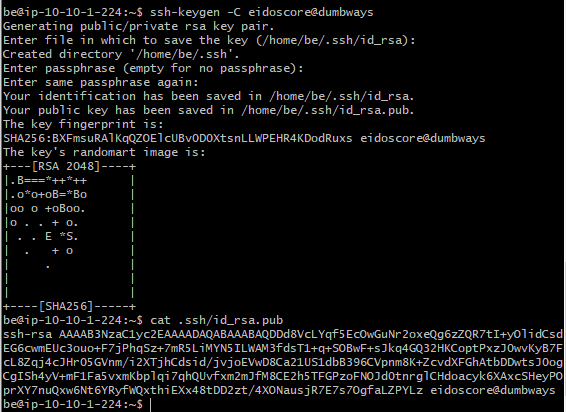 be@ip-10-10-1-224:~$ ssh-keygen -C eidoscore@dumbways
Generating public/private rsa key pair.
Enter file in which to save the key (/home/be/.ssh/id_rsa):
Created directory '/home/be/.ssh'.
Enter passphrase (empty for no passphrase):
Enter same passphrase again:
Your identification has been saved in /home/be/.ssh/id_rsa.
Your public key has been saved in /home/be/.ssh/id_rsa.pub.
The key fingerprint is:
SHA256:BXFmsuRAlKqQZOElcUBvODOXtsnLLWPEHR4KDodRuxs eidoscore@dumbways
The key's randomart image is:
+---[RSA 2048]----+
|.B===*++*++      |
|.o*o+oB=*Bo      |
|oo o +oBoo.      |
|o . . + o.       |
| . . E *S.       |
|  .   + o        |
|     .           |
|                 |
|                 |
+----[SHA256]-----+
be@ip-10-10-1-224:~$ cat .ssh/id_rsa.pub
ssh-rsa AAAAB3NzaC1yc2EAAAADAQABAAABAQDDd8VcLYqf5EcOwGuNr2oxeQg6zZQR7tI+yOlidCsd
EG6cwmEUc3ouo+F7jPhqSz+7mR5LiMYN5ILWAM3fdsT1+q+SOBwF+sJkq4GQ32HKCoptPxzJOwvKyB7F
cL8Zqj4cJHrOSGVnm/i2XTjhCdsid/jvjoEVwD8Ca21US1dbB396CVpnm8K+ZcvdXFGhAtbDDwtsJOog
CgISh4yV+mF1Fa5vxmKbplqi7qhQUvfxm2mJfM8CE2h5TFGPzoFNOJdOtnrglCHdoacyk6XAxcSHeyPO
prXY7nuQxw6Nt6YRyfWQxthiEXx48tDD2zt/4XONausjR7E7s7OgfaLZPYLz eidoscore@dumbways
be@ip-10-10-1-224:~$